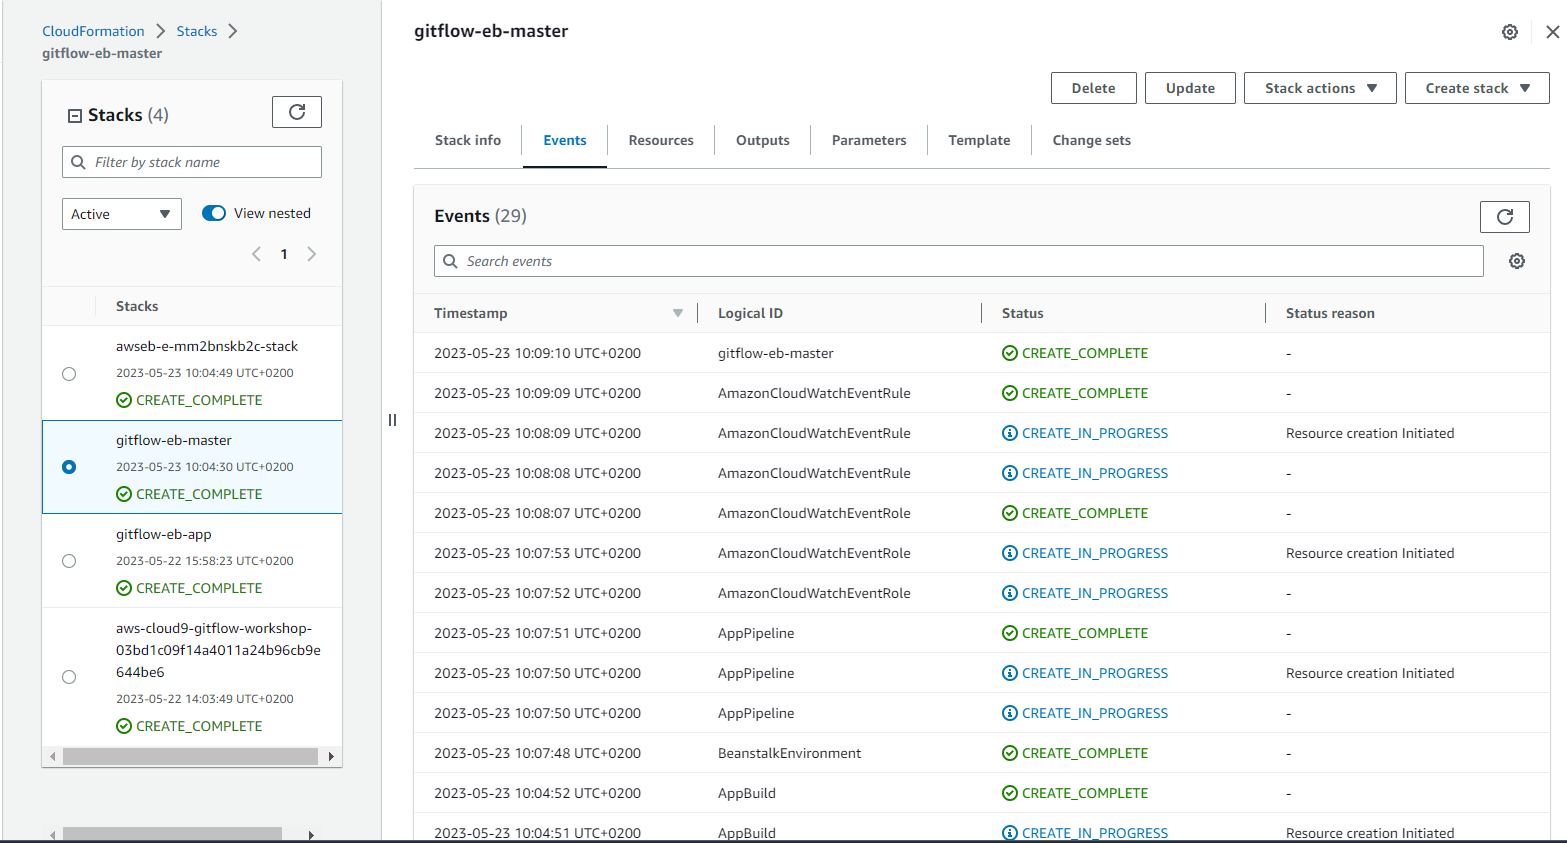 CloudFormation > Stacks >
gitflow-eb-master
Stacks (4)
Filter by stack name
Active View nested
1
Stacks
awseb-e-mm2bnskb2c-stack
2023-05-23 10:04:49 UTC+0200
CREATE_COMPLETE
gitflow-eb-master
2023-05-23 10:04:30 UTC+0200
CREATE_COMPLETE
gitflow-eb-app
2023-05-22 15:58:23 UTC+0200
CREATE_COMPLETE
aws-cloud9-gitflow-workshop-
03bd1c09f14a4011a24b96cb9e
644be6
2023-05-22 14:03:49 UTC+0200
CREATE_COMPLETE
gitflow-eb-master
Delete Update Stack actions Create stack
Stack info Events Resources Outputs Parameters Template Change sets
Events (29)
Search events
Timestamp Logical ID Status Status reason
2023-05-23 10:09:10 UTC+0200 gitflow-eb-master CREATE_COMPLETE -
2023-05-23 10:09:09 UTC+0200 AmazonCloudWatchEventRule CREATE_COMPLETE -
2023-05-23 10:08:09 UTC+0200 AmazonCloudWatchEventRule CREATE_IN_PROGRESS Resource creation Initiated
2023-05-23 10:08:08 UTC+0200 AmazonCloudWatchEventRule CREATE_IN_PROGRESS -
2023-05-23 10:08:07 UTC+0200 AmazonCloudWatchEventRole CREATE_COMPLETE -
2023-05-23 10:07:53 UTC+0200 AmazonCloudWatchEventRole CREATE_IN_PROGRESS Resource creation Initiated
2023-05-23 10:07:52 UTC+0200 AmazonCloudWatchEventRole CREATE_IN_PROGRESS -
2023-05-23 10:07:51 UTC+0200 AppPipeline CREATE_COMPLETE -
2023-05-23 10:07:50 UTC+0200 AppPipeline CREATE_IN_PROGRESS Resource creation Initiated
2023-05-23 10:07:50 UTC+0200 AppPipeline CREATE_IN_PROGRESS -
2023-05-23 10:07:48 UTC+0200 BeanstalkEnvironment CREATE_COMPLETE -
2023-05-23 10:04:52 UTC+0200 AppBuild CREATE_COMPLETE -
2023-05-23 10:04:51 UTC+0200 AppBuild CREATE_IN_PROGRESS Resource creation Initiated